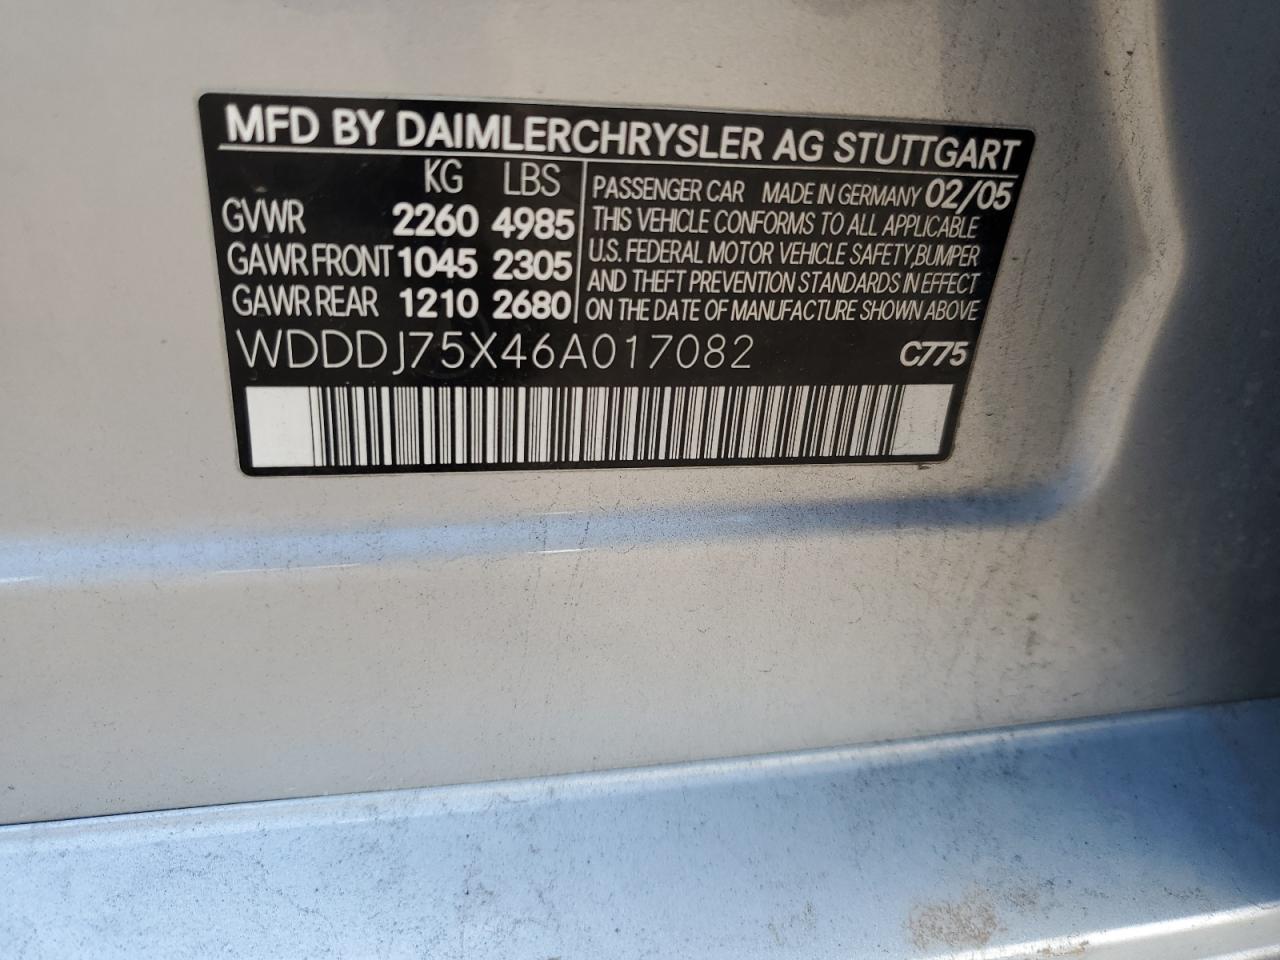 MFD BY DAIMLERCHRYSLER AG STUTTGART
KG LBS
GVWR 2260 4985
GAWR FRONT 1045 2305
GAWR REAR 1210 2680
PASSENGER CAR MADE IN GERMANY 02/05
THIS VEHICLE CONFORMS TO ALL APPLICABLE
U.S. FEDERAL MOTOR VEHICLE SAFETY,BUMPER
AND THEFT PREVENTION STANDARDS IN EFFECT
ON THE DATE OF MANUFACTURE SHOWN ABOVE
WDDDJ75X46A017082 C775